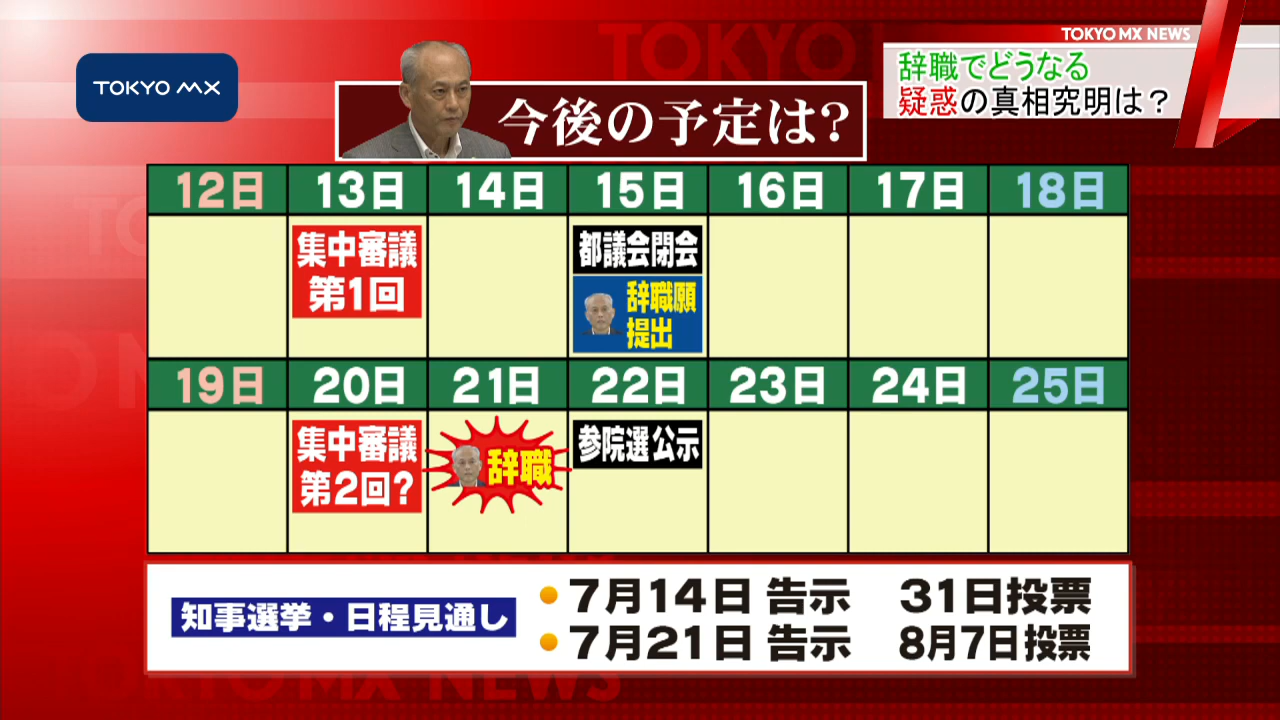 TOKYO MX NEWS
TOKYO MX
辞職でどうなる
疑惑の真相究明は？
今後の予定は?
12日 13日 14日 15日 16日 17日 18日
集中審議
第1回
都議会閉会
辞職願
提出
19日 20日 21日 22日 23日 24日 25日
集中審議
第2回?
辞職
参院選公示
知事選挙・日程見通し
7月14日 告示 31日投票
7月21日 告示 8月7日投票